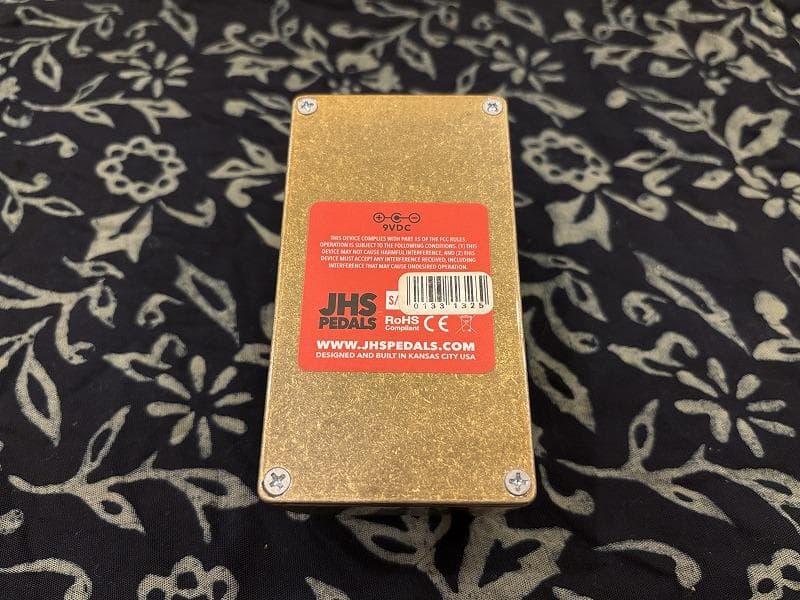 9VDC
THIS DEVICE COMPLIES WITH PART 15 OF THE FCC RULES.
OPERATION IS SUBJECT TO THE FOLLOWING CONDITIONS. (1) THIS
DEVICE MAY NOT CAUSE HARMFUL INTERFERENCE, AND (2) THIS
DEVICE MUST ACCEPT ANY INTERFERENCE RECEIVED, INCLUDING
INTERFERENCE THAT MAY CAUSE UNDESIRED OPERATION.
JHS
PEDALS
S/
01331325
RoHS
Compliant
CE
WWW.JHSPEDALS.COM
DESIGNED AND BUILT IN KANSAS CITY USA